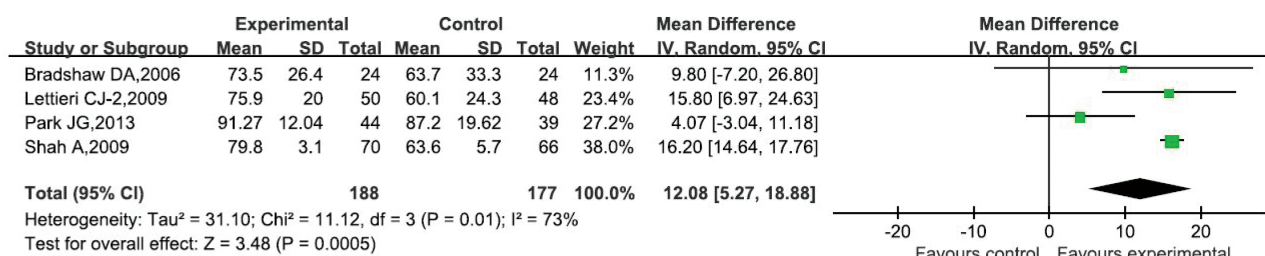 Experimental Control Mean Difference Mean Difference
Study or Subgroup Mean SD Total Mean SD Total Weight IV, Random, 95% CI IV, Random, 95% CI
Bradshaw DA,2006 73.5 26.4 24 63.7 33.3 24 11.3% 9.80 [-7.20, 26.80]
Lettieri CJ-2,2009 75.9 20 50 60.1 24.3 48 23.4% 15.80 [6.97, 24.63]
Park JG,2013 91.27 12.04 44 87.2 19.62 39 27.2% 4.07 [-3.04, 11.18]
Shah A,2009 79.8 3.1 70 63.6 5.7 66 38.0% 16.20 [14.64, 17.76]
Total (95% CI) 188 177 100.0% 12.08 [5.27, 18.88]
Heterogeneity: Tau² = 31.10; Chi² = 11.12, df = 3 (P = 0.01); I² = 73%
Test for overall effect: Z = 3.48 (P = 0.0005)
-20 -10 0 10 20
Favours control Favours experimental